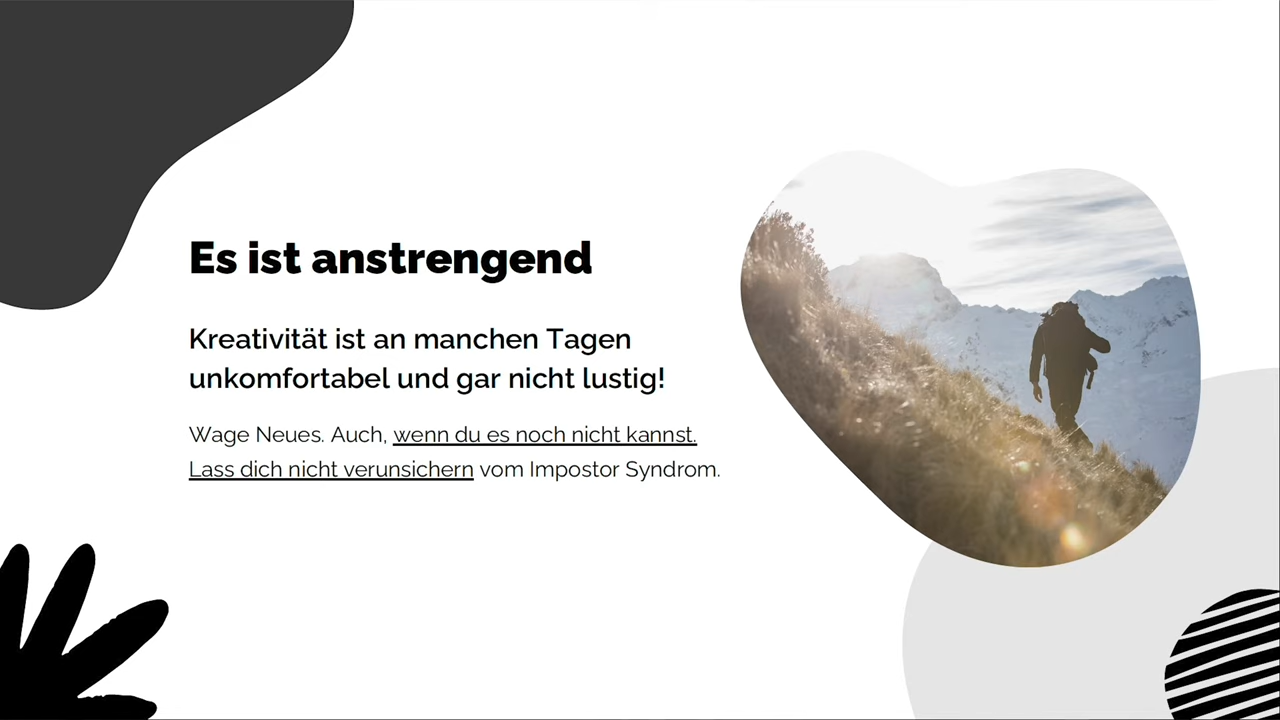 Es ist anstrengend
Kreativität ist an manchen Tagen
unkomfortabel und gar nicht lustig!
Wage Neues. Auch, wenn du es noch nicht kannst.
Lass dich nicht verunsichern vom Impostor Syndrom.